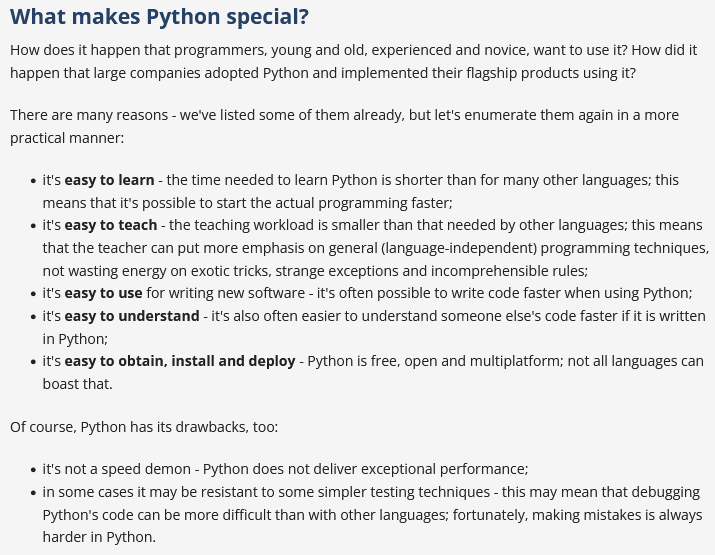 What makes Python special?
How does it happen that programmers, young and old, experienced and novice, want to use it? How did it
happen that large companies adopted Python and implemented their flagship products using it?
There are many reasons - we've listed some of them already, but let's enumerate them again in a more
practical manner:
• it's easy to learn - the time needed to learn Python is shorter than for many other languages; this
means that it's possible to start the actual programming faster;
• it's easy to teach - the teaching workload is smaller than that needed by other languages; this means
that the teacher can put more emphasis on general (language-independent) programming techniques,
not wasting energy on exotic tricks, strange exceptions and incomprehensible rules;
• it's easy to use for writing new software - it's often possible to write code faster when using Python;
• it's easy to understand - it's also often easier to understand someone else's code faster if it is written
in Python;
• it's easy to obtain, install and deploy - Python is free, open and multiplatform; not all languages can
boast that.
Of course, Python has its drawbacks, too:
• it's not a speed demon - Python does not deliver exceptional performance;
• in some cases it may be resistant to some simpler testing techniques - this may mean that debugging
Python's code can be more difficult than with other languages; fortunately, making mistakes is always
harder in Python.